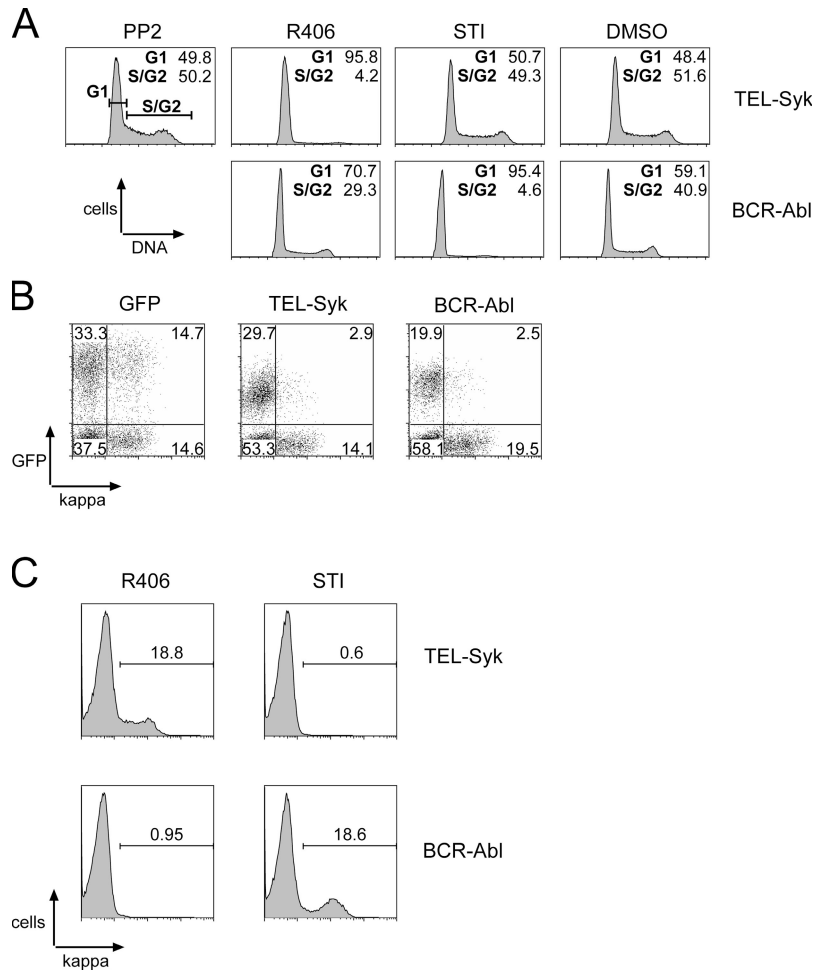 A
PP2 R406 STI DMSO
G1 49.8 G1 95.8 G1 50.7 G1 48.4
S/G2 50.2 S/G2 4.2 S/G2 49.3 S/G2 51.6
G1 S/G2
TEL-Syk
G1 70.7 G1 95.4 G1 59.1
S/G2 29.3 S/G2 4.6 S/G2 40.9
BCR-Abl
cells
DNA
B
GFP TEL-Syk BCR-Abl
33.3 14.7 29.7 2.9 19.9 2.5
37.5 14.6 53.3 14.1 58.1 19.5
GFP
kappa
C
R406 STI
18.8 0.6 TEL-Syk
0.95 18.6 BCR-Abl
cells
kappa